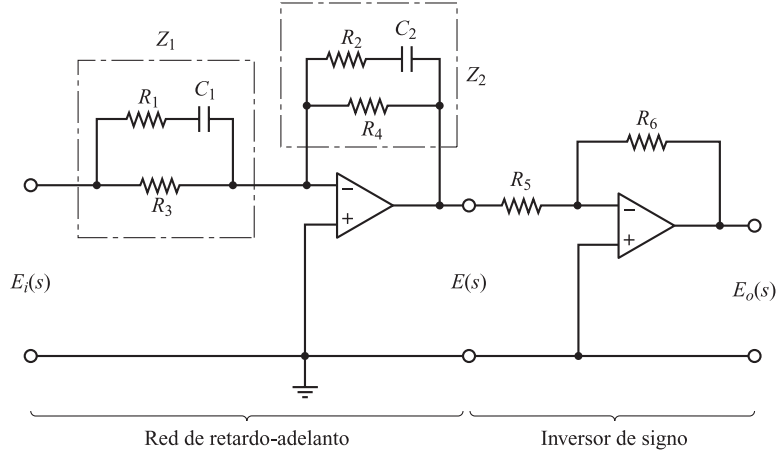 Z₁
R₁
C₁
R₃
R₂
C₂
Z₂
R₄
−
+
R₅
R₆
−
+
Eᵢ(s)
E(s)
Eₒ(s)
Red de retardo-adelanto
Inversor de signo